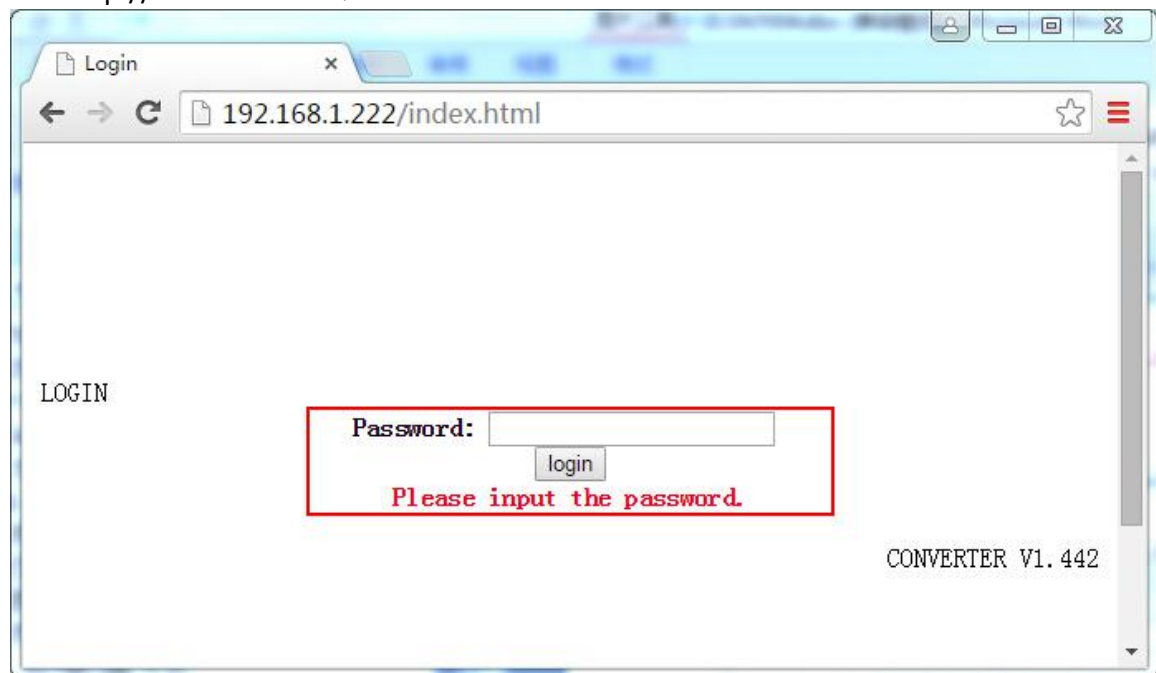 Login
192.168.1.222/index.html
LOGIN
Password:
login
Please input the password.
CONVERTER V1.442